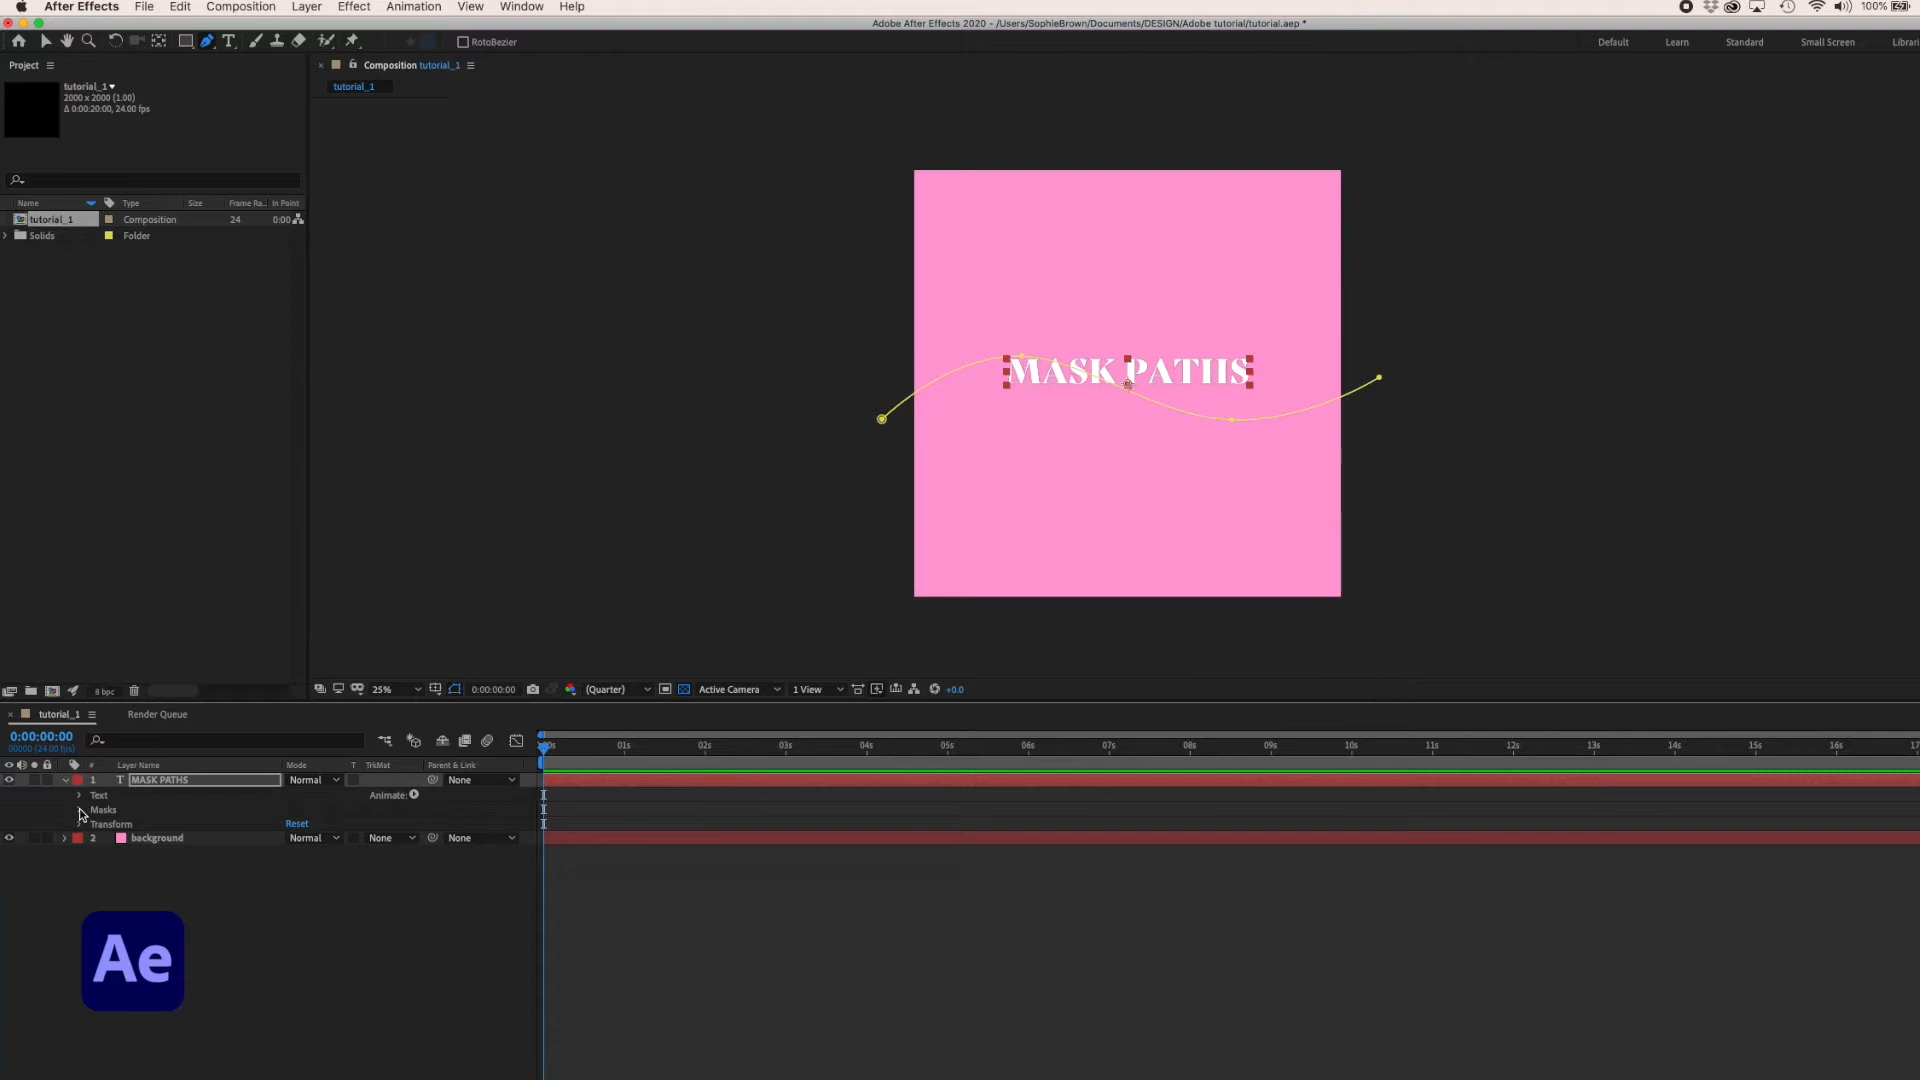 After Effects File Edit Composition Layer Effect Animation View Window Help 100%
Adobe After Effects 2020 - /Users/SophieBrown/Documents/DESIGN/Adobe tutorial/tutorial.aep *
RotoBezier Default Learn Standard Small Screen Librari
Project Composition tutorial_1
tutorial_1
2000 x 2000 (1.00)
Δ 0:00:20:00, 24.00 fps
tutorial_1
Name Type Size Frame Ra... In Point
tutorial_1 Composition 24 0:00
Solids Folder
MASK PATHS
8 bpc 25% 0:00:00:00 (Quarter) Active Camera 1 View +0.0
tutorial_1 Render Queue
0:00:00:00
00000 (24.00 fps)
00s 01s 02s 03s 04s 05s 06s 07s 08s 09s 10s 11s 12s 13s 14s 15s 16s 17
# Layer Name Mode T TrkMat Parent & Link
1 T MASK PATHS Normal None
Text Animate:
Masks
Transform Reset
2 background Normal None None
Ae